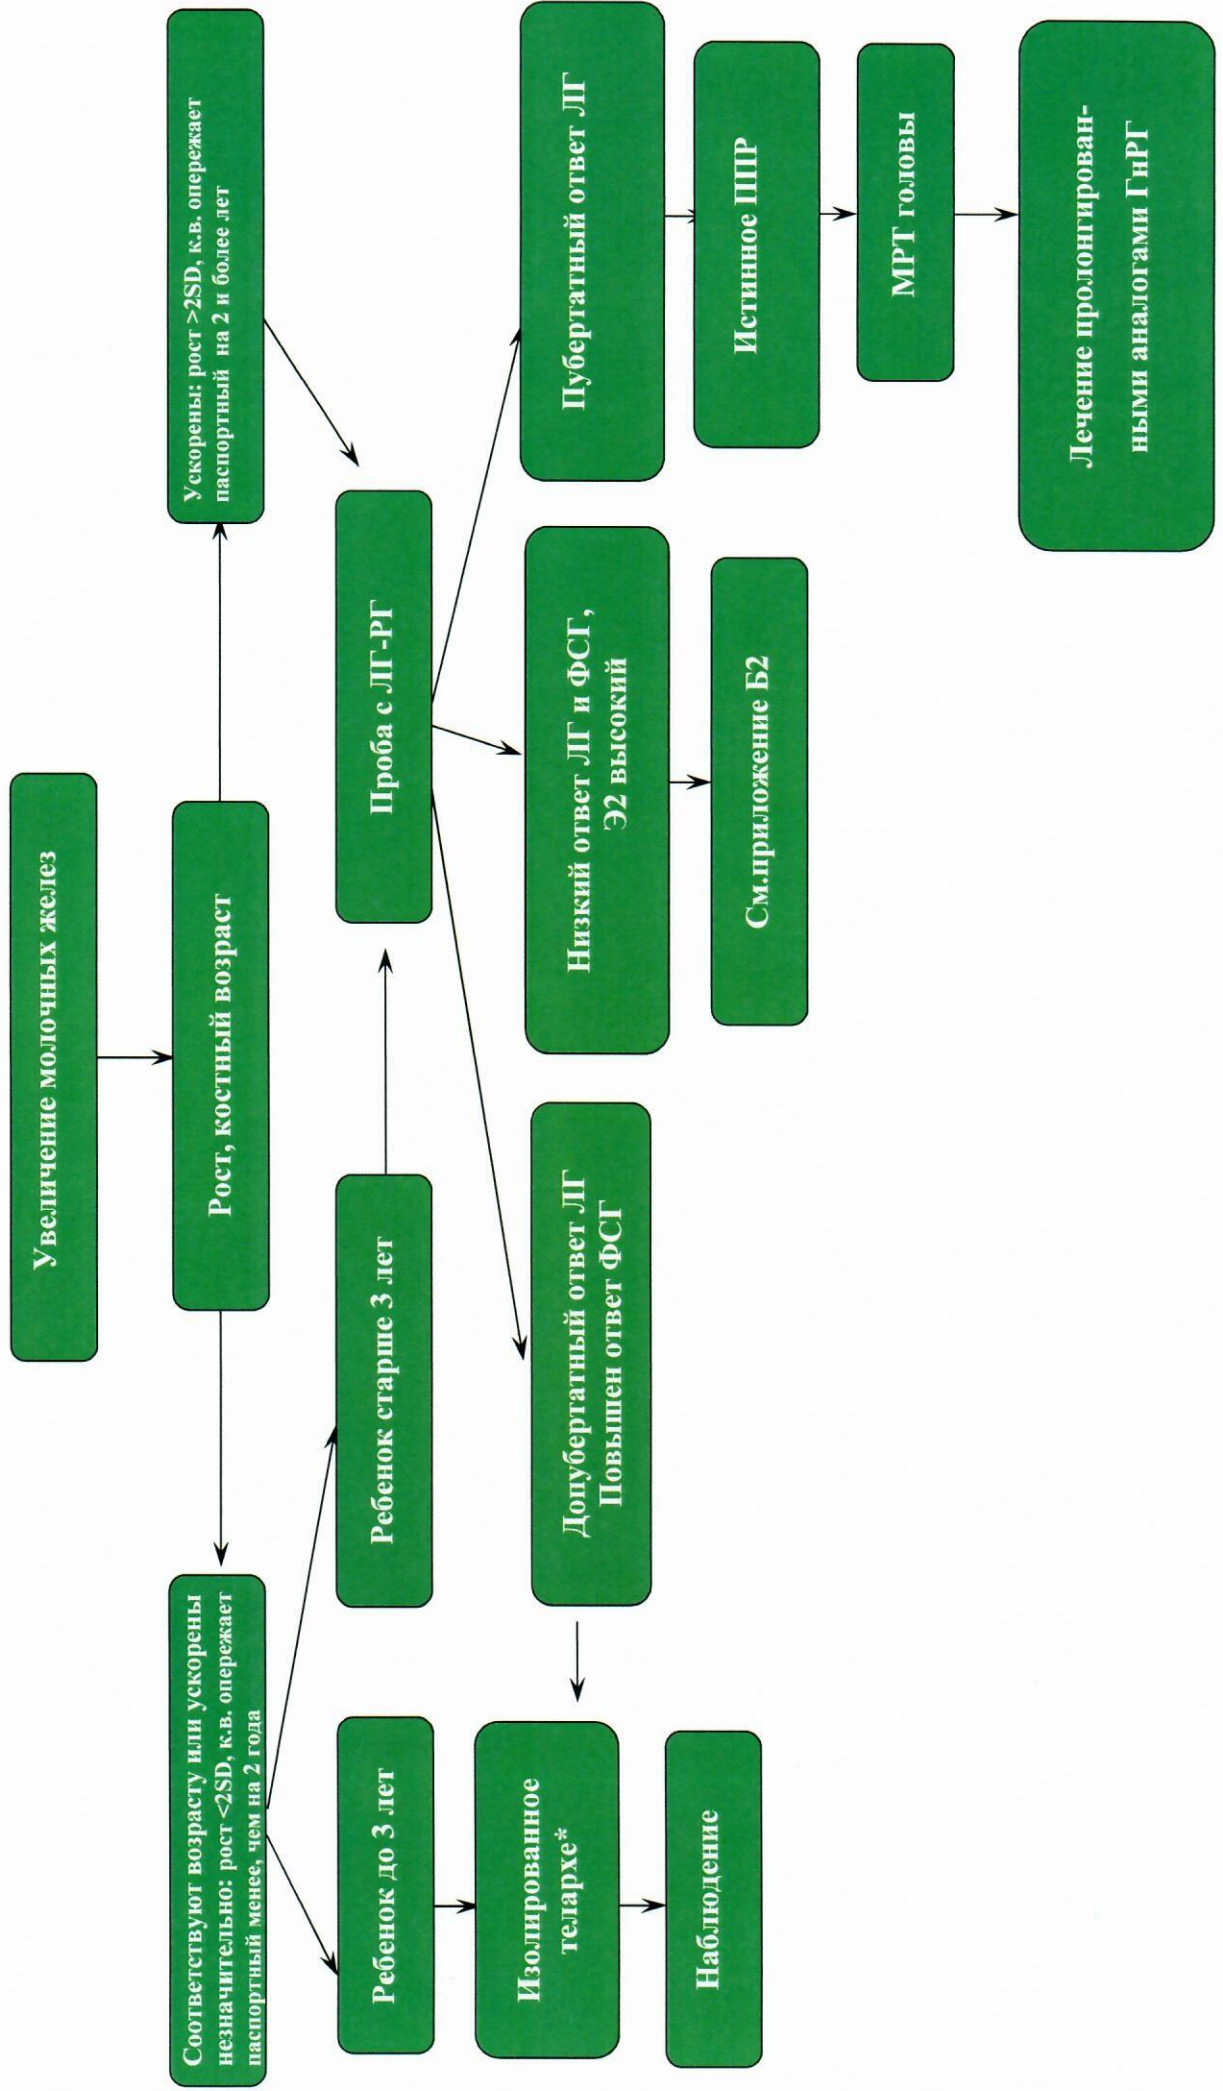 Увеличение молочных желез
Рост, костный возраст
Соответствуют возрасту или ускорены
незначительно: рост <2SD, к.в. опережает
паспортный менее, чем на 2 года
Ускорены: рост >2SD, к.в. опережает
паспортный на 2 и более лет
Ребенок до 3 лет
Ребенок старше 3 лет
Проба с ЛГ-РГ
Изолированное
телархе*
Допубертатный ответ ЛГ
Повышен ответ ФСГ
Низкий ответ ЛГ и ФСГ,
Э2 высокий
Пубертатный ответ ЛГ
Наблюдение
См.приложение Б2
Истинное ППР
МРТ головы
Лечение пролонгирован-
ными аналогами ГнРГ